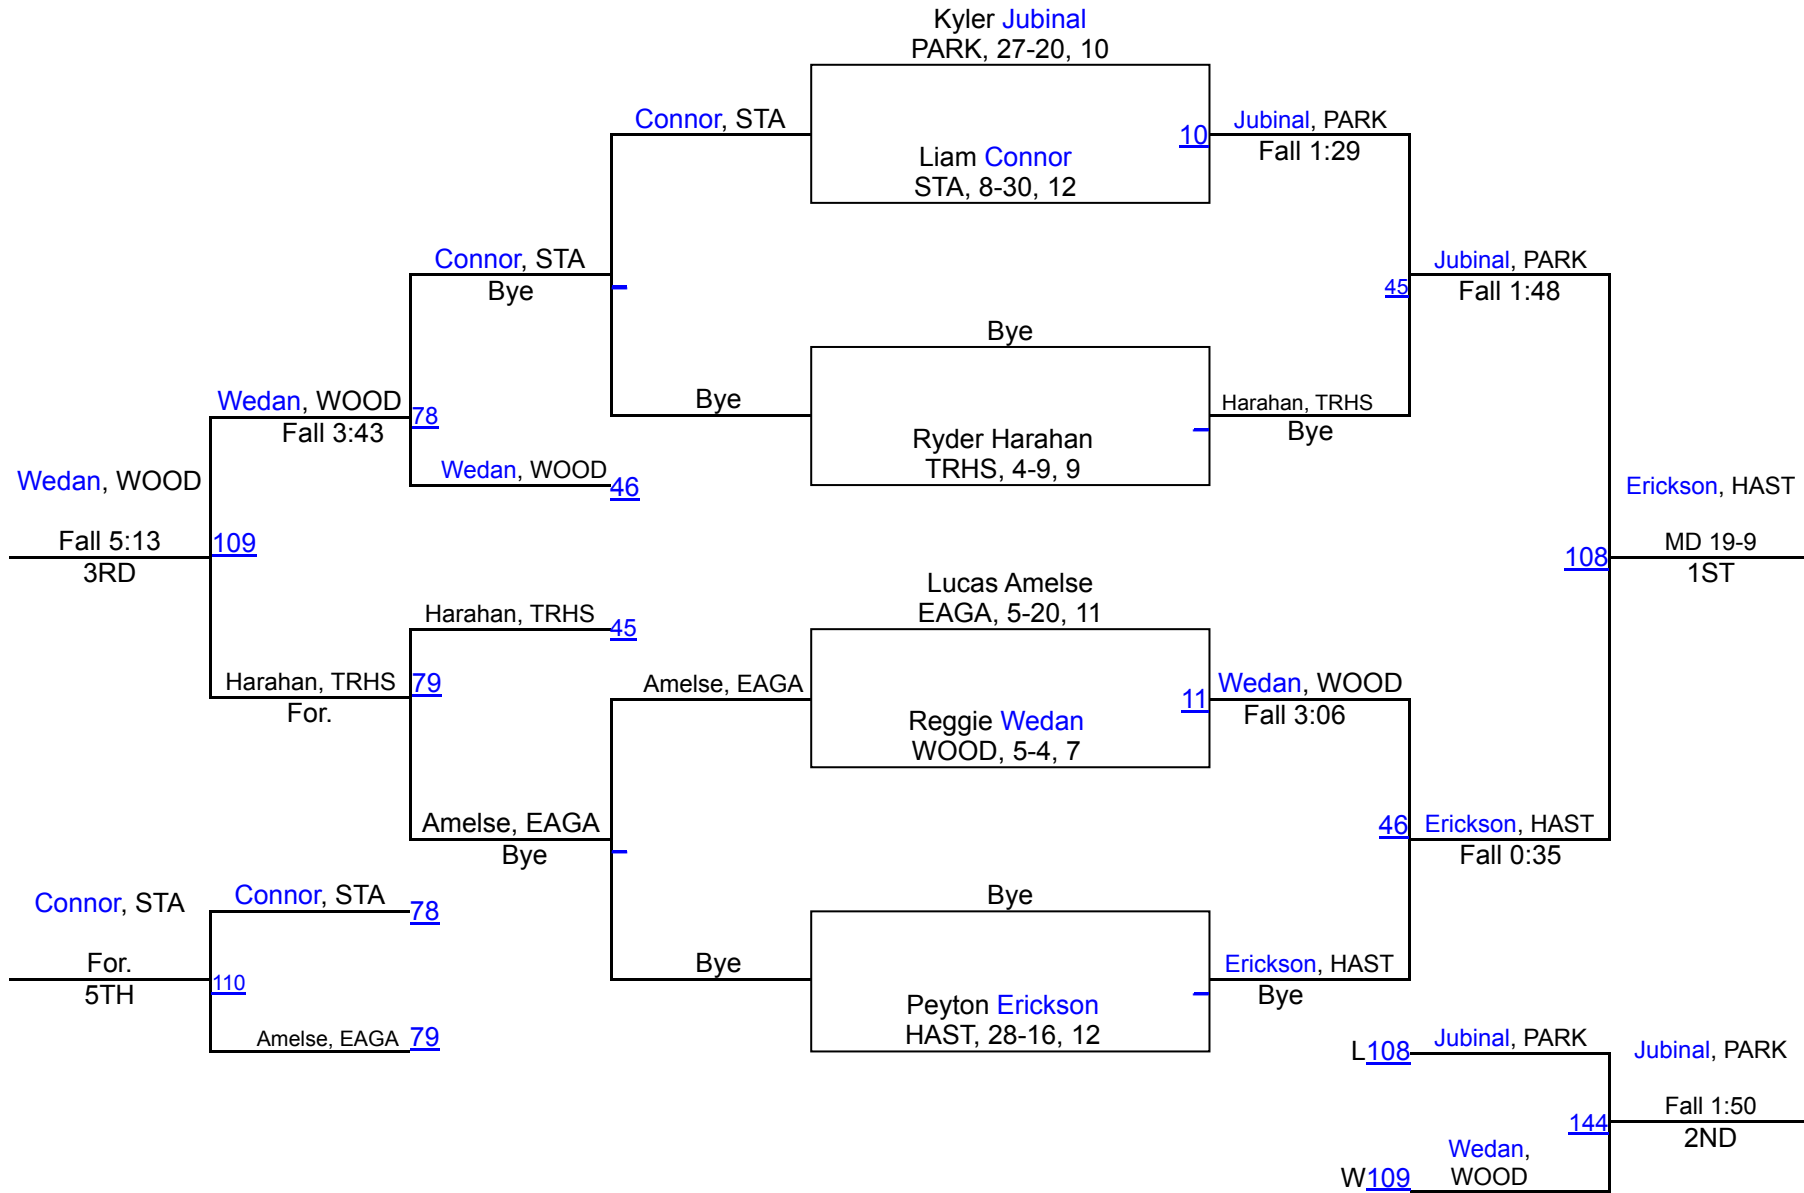 Kyler Jubinal
PARK, 27-20, 10
Connor, STA
10
Jubinal, PARK
Fall 1:29
Liam Connor
STA, 8-30, 12
Connor, STA
Bye
Jubinal, PARK
45
Fall 1:48
Bye
Wedan, WOOD
78
Fall 3:43
Bye
Harahan, TRHS
Bye
Ryder Harahan
TRHS, 4-9, 9
Wedan, WOOD
46
Wedan, WOOD
Erickson, HAST
Fall 5:13
109
3RD
108
MD 19-9
1ST
Lucas Amelse
EAGA, 5-20, 11
Harahan, TRHS
45
Harahan, TRHS
79
For.
Amelse, EAGA
11
Wedan, WOOD
Fall 3:06
Reggie Wedan
WOOD, 5-4, 7
Amelse, EAGA
Bye
46
Erickson, HAST
Fall 0:35
Connor, STA
Connor, STA
78
Bye
For.
5TH
110
Bye
Erickson, HAST
Bye
Peyton Erickson
HAST, 28-16, 12
Amelse, EAGA
79
L108
Jubinal, PARK
Jubinal, PARK
144
Fall 1:50
2ND
W109
Wedan,
WOOD